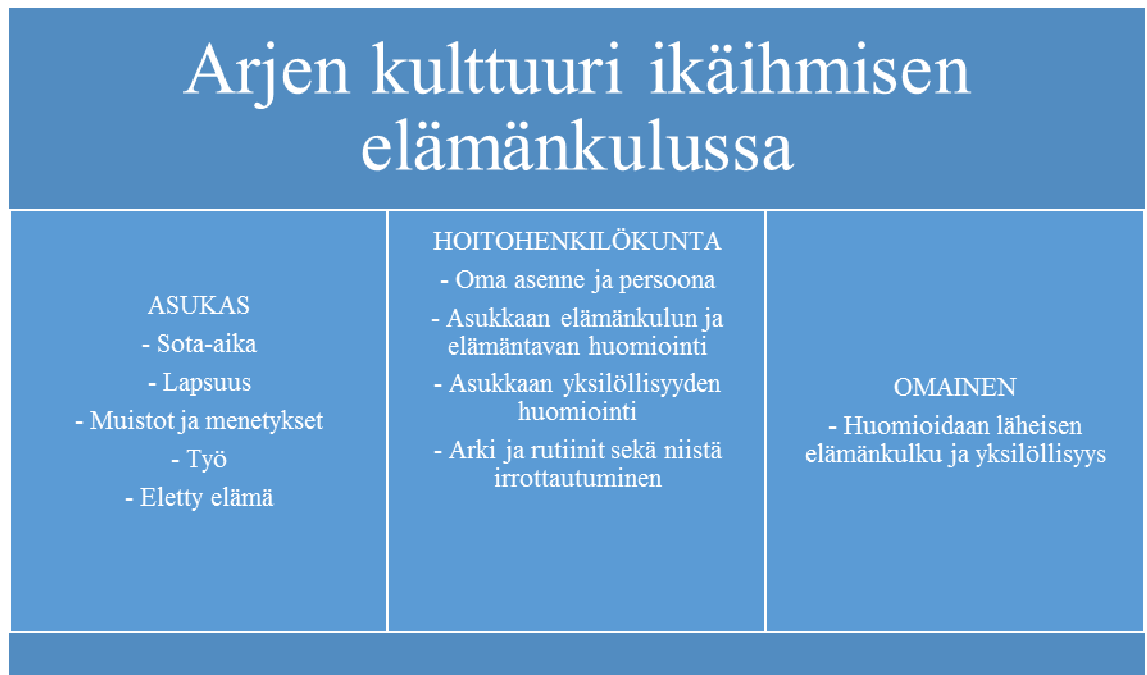 Arjen kulttuuri ikäihmisen
elämänkulussa
ASUKAS
- Sota-aika
- Lapsuus
- Muistot ja menetykset
- Työ
- Eletty elämä
HOITOHENKILÖKUNTA
- Oma asenne ja persoona
- Asukkaan elämänkulun ja
elämäntavan huomiointi
- Asukkaan yksilöllisyyden
huomiointi
- Arki ja rutiinit sekä niistä
irrottautuminen
OMAINEN
- Huomioidaan läheisen
elämänkulku ja yksilöllisyys